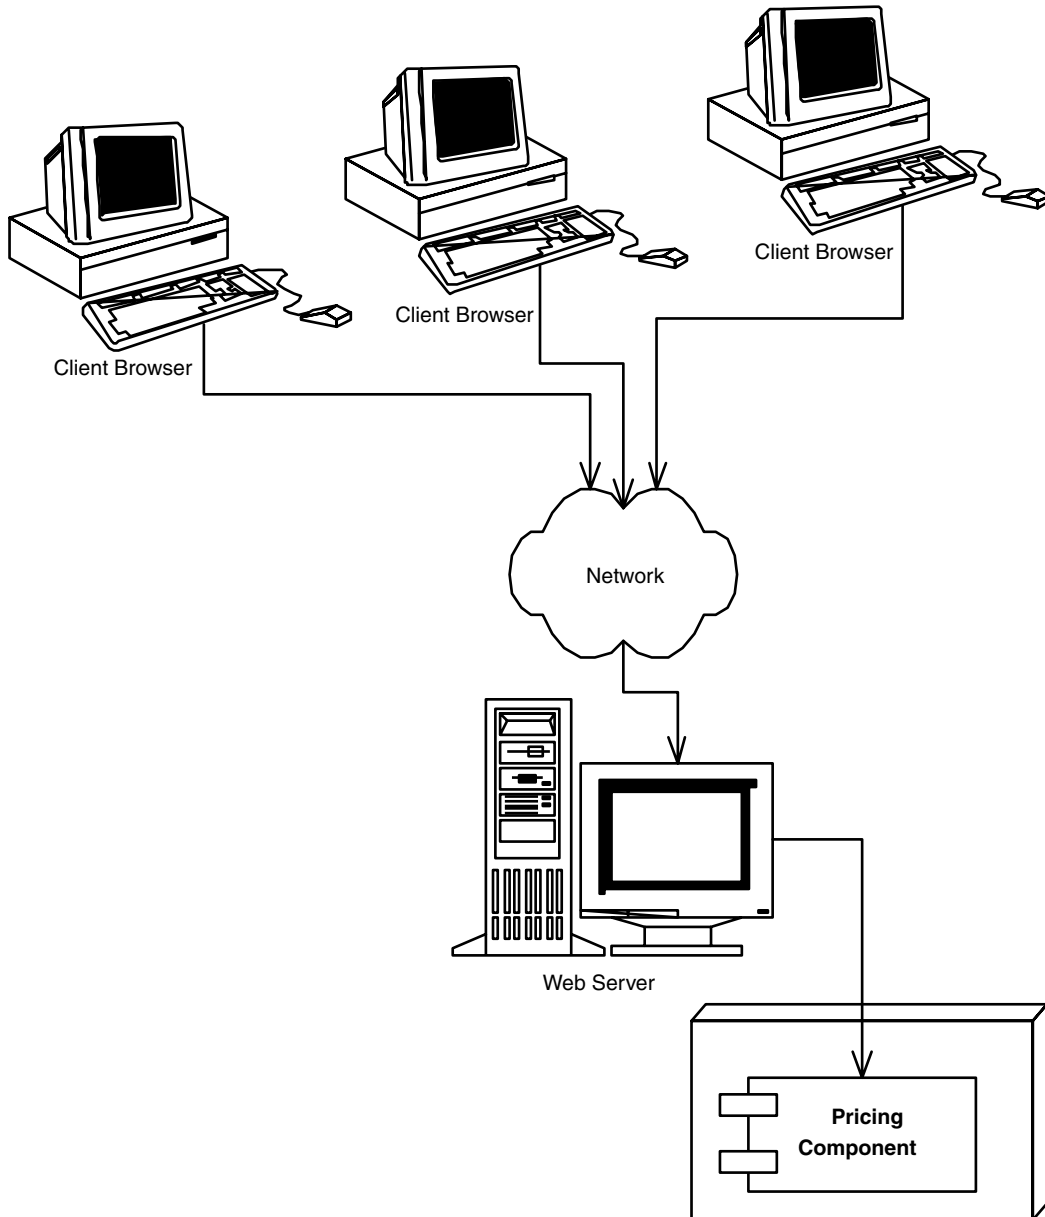 Client Browser
Client Browser
Client Browser
Network
Web Server
Pricing
Component